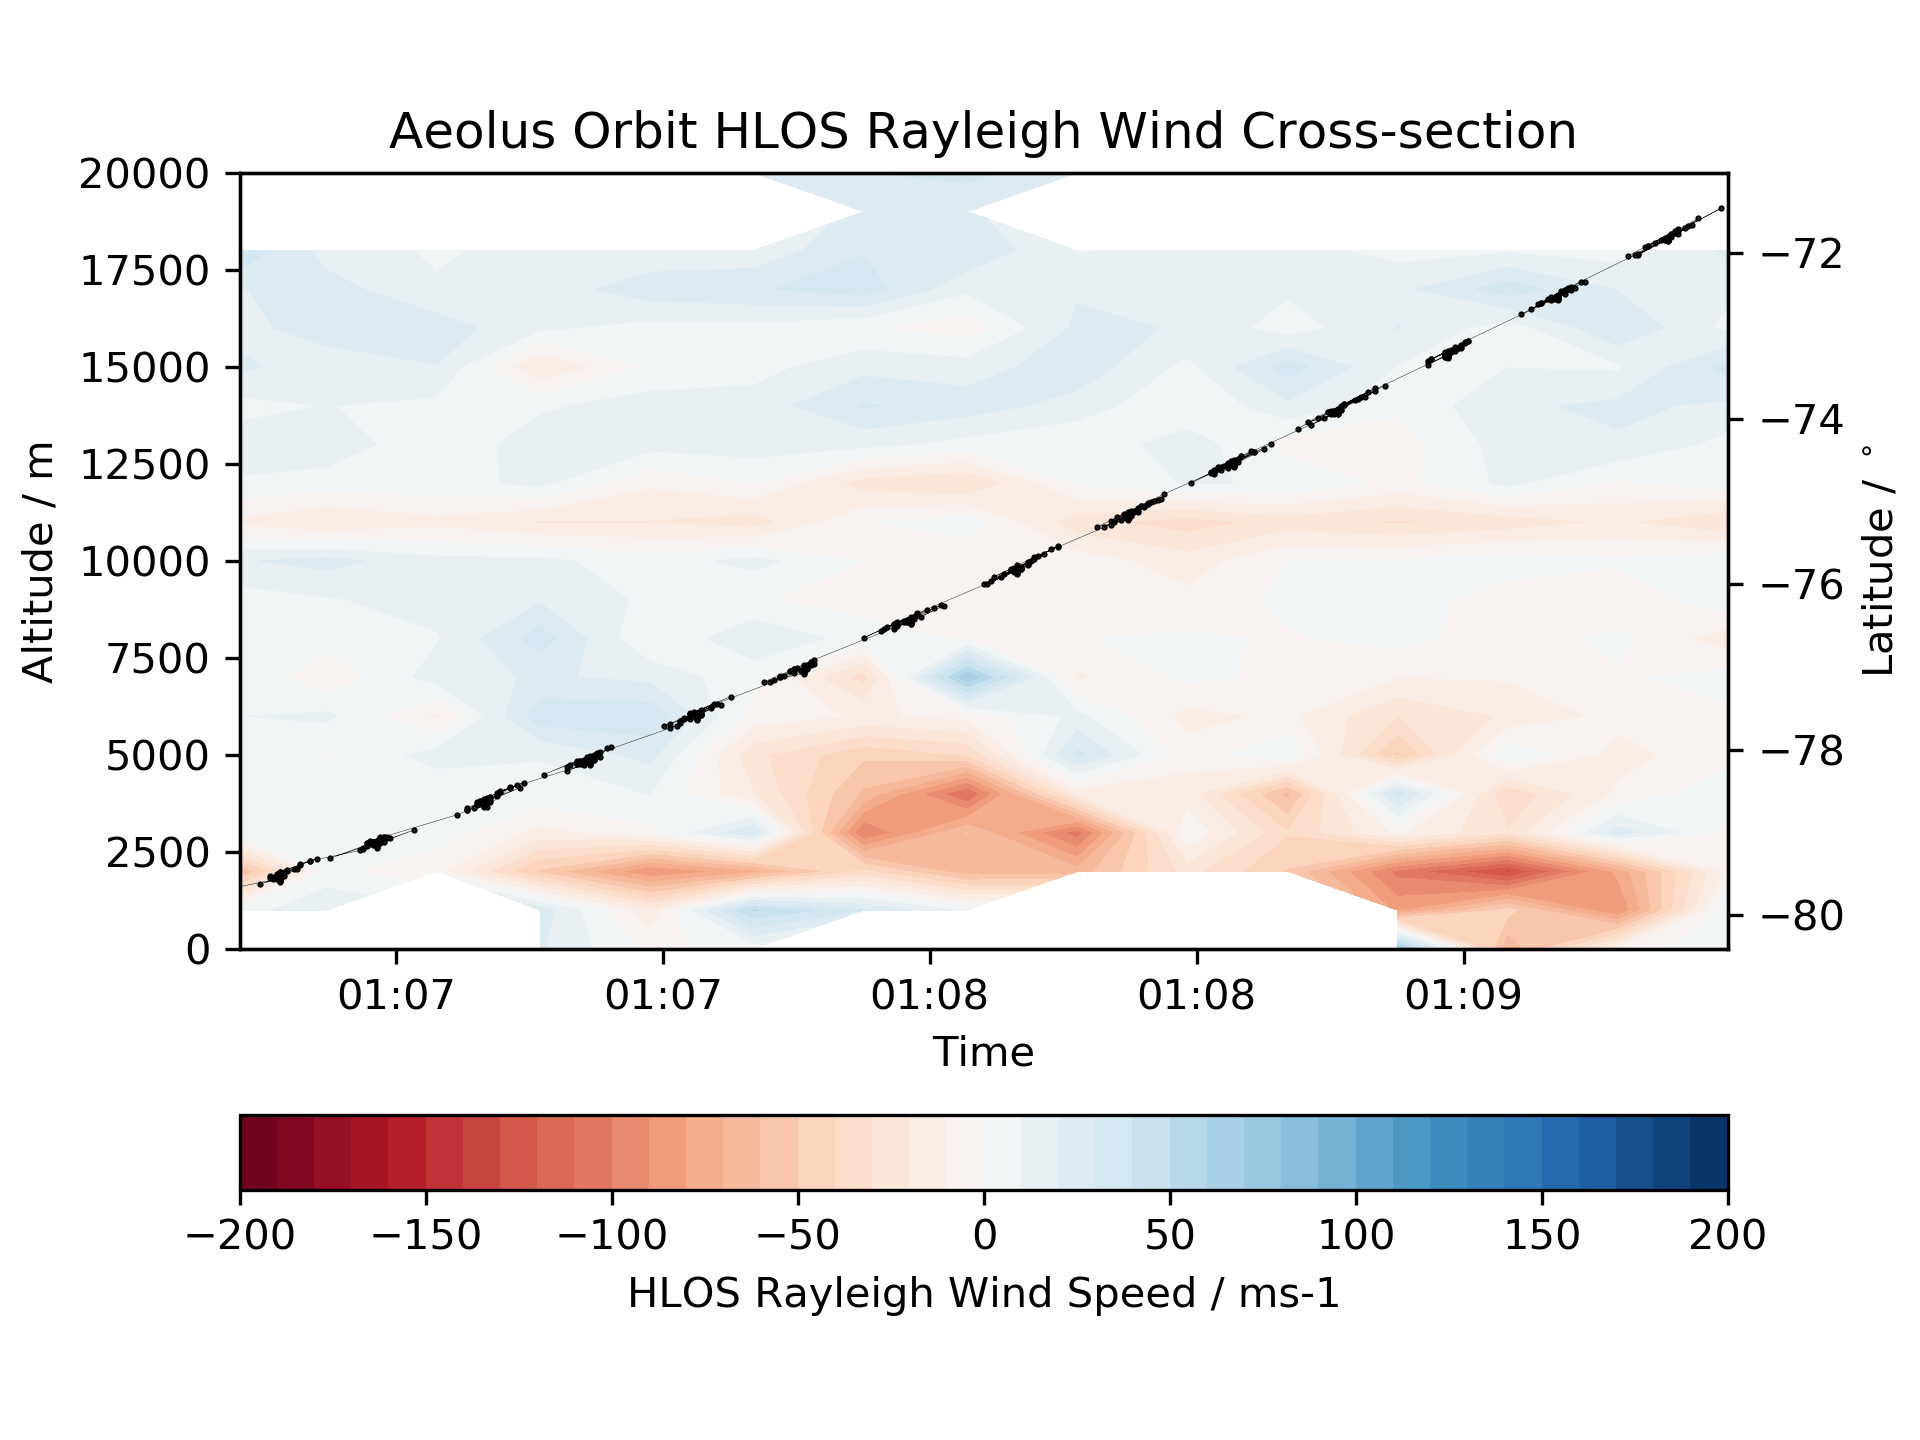 Aeolus Orbit HLOS Rayleigh Wind Cross-section
20000
17500
15000
12500
10000
7500
5000
2500
0
Altitude / m
−72
−74
−76
−78
−80
Latitude / °
01:07 01:07 01:08 01:08 01:09
Time
−200 −150 −100 −50 0 50 100 150 200
HLOS Rayleigh Wind Speed / ms-1